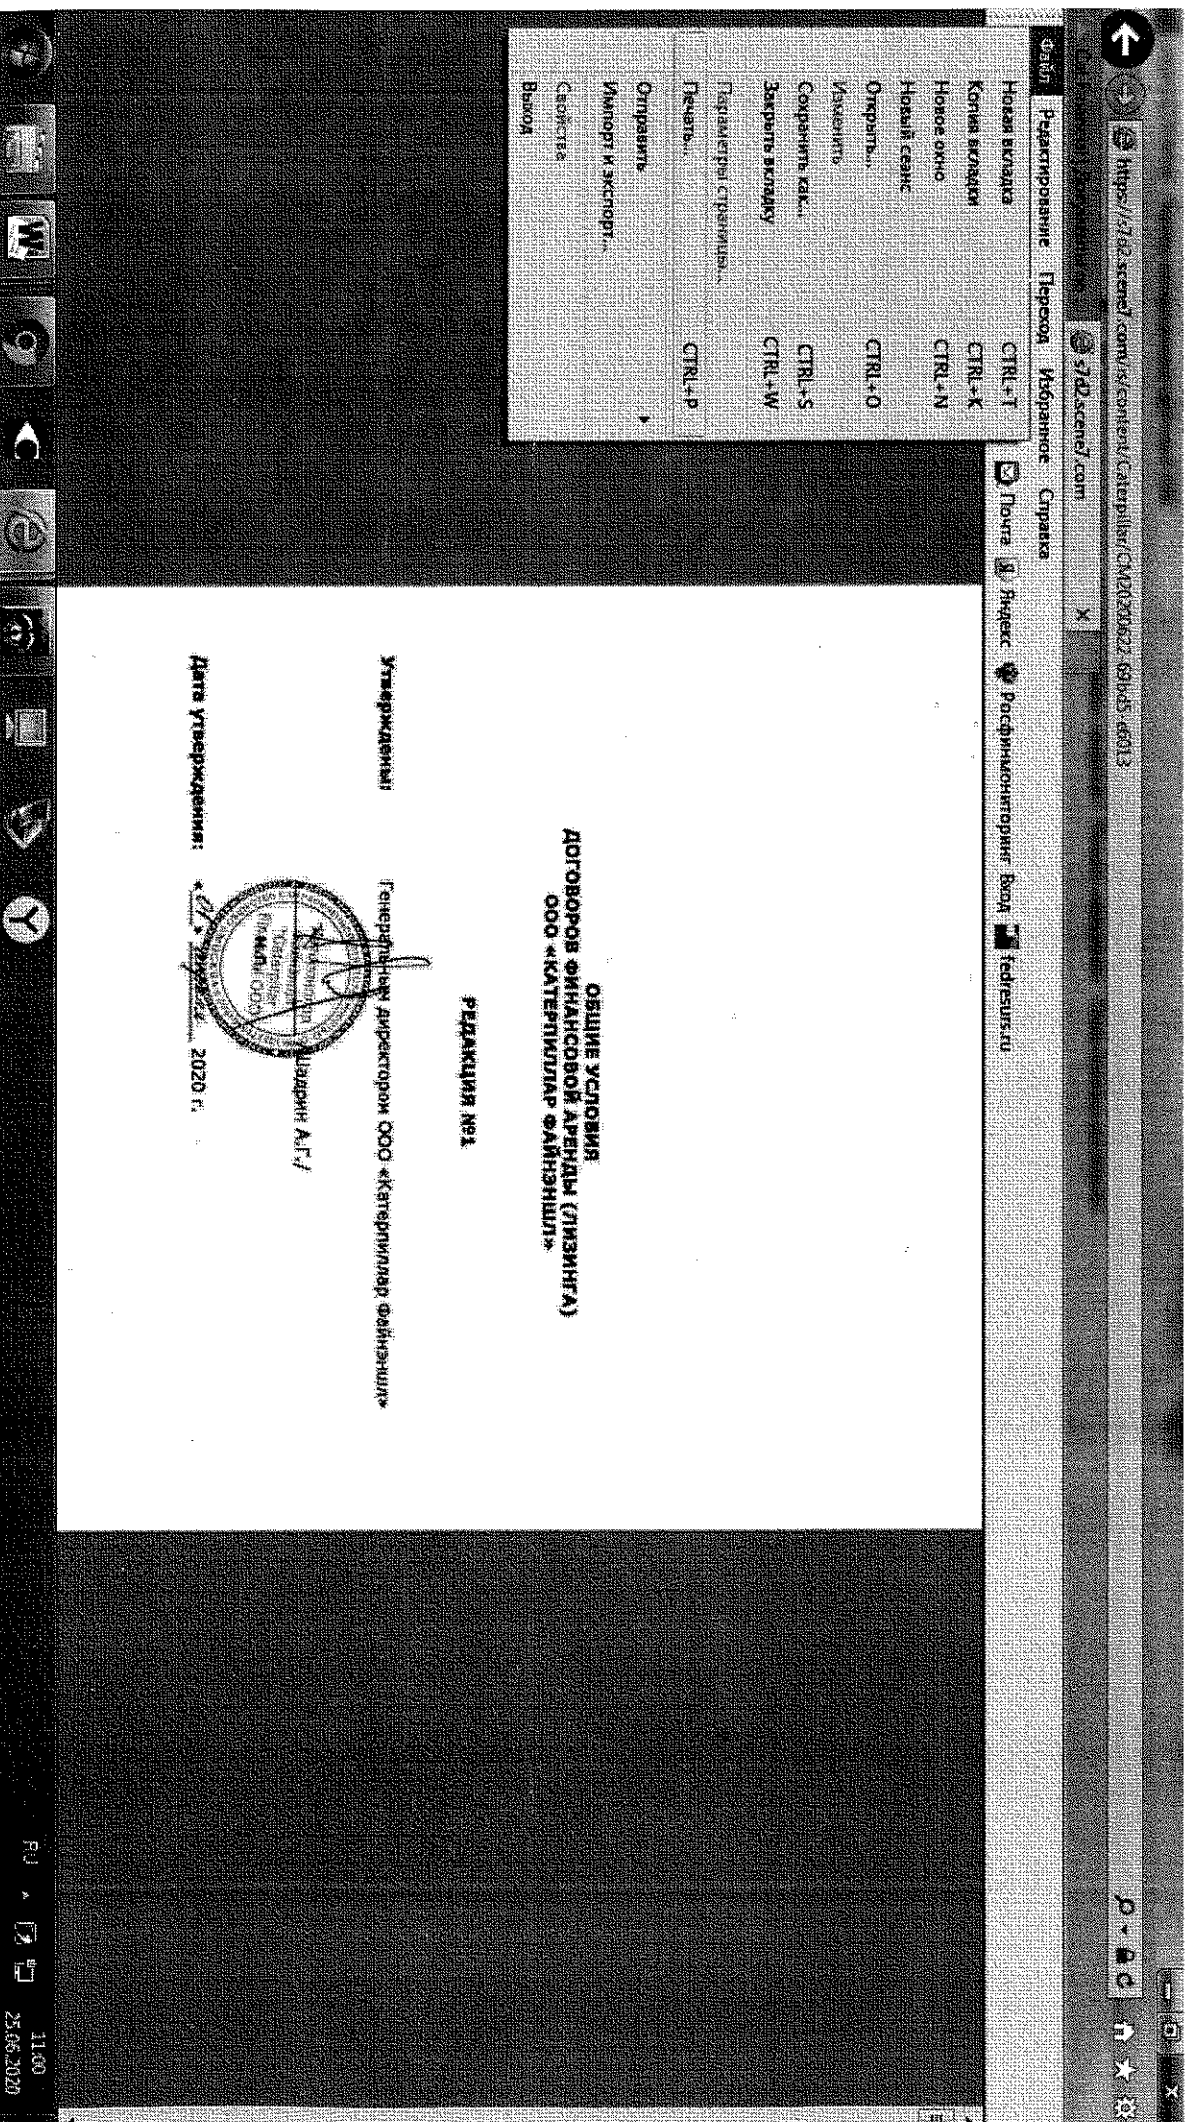 https://s7d2.scene7.com/is/content/Caterpillar/CM20200622-69bd5-e6013
s7d2.scene7.com
Файл Редактирование Переход Избранное Справка
Новая вкладка CTRL+T
Копия вкладки CTRL+K
Новое окно CTRL+N
Новый сеанс
Открыть... CTRL+O
Изменить
Сохранить как... CTRL+S
Закрыть вкладку CTRL+W
Параметры страницы...
Печать... CTRL+P
Отправить
Импорт и экспорт...
Свойства
Выход
Почта Яндекс Росфинмониторинг Вход fedresurs.ru
ОБЩИЕ УСЛОВИЯ
ДОГОВОРОВ ФИНАНСОВОЙ АРЕНДЫ (ЛИЗИНГА)
ООО «КАТЕРПИЛЛАР ФАЙНЭНШЛ»
РЕДАКЦИЯ №1
Утверждены Генеральным директором ООО «Катерпиллар Файнэншл»
Шадрин А.Г./
Дата утверждения: 2020 г.
RU
11:00
25.06.2020